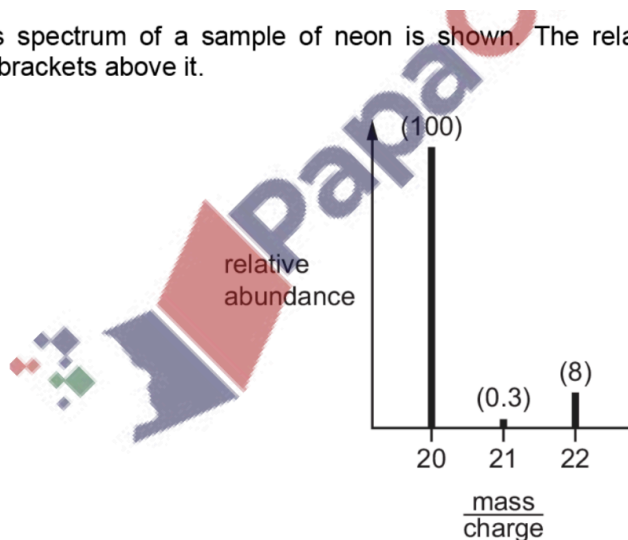 s spectrum of a sample of neon is shown. The rela
brackets above it.
Papa
(100)
relative
abundance
(0.3)
(8)
20 21 22
mass
charge